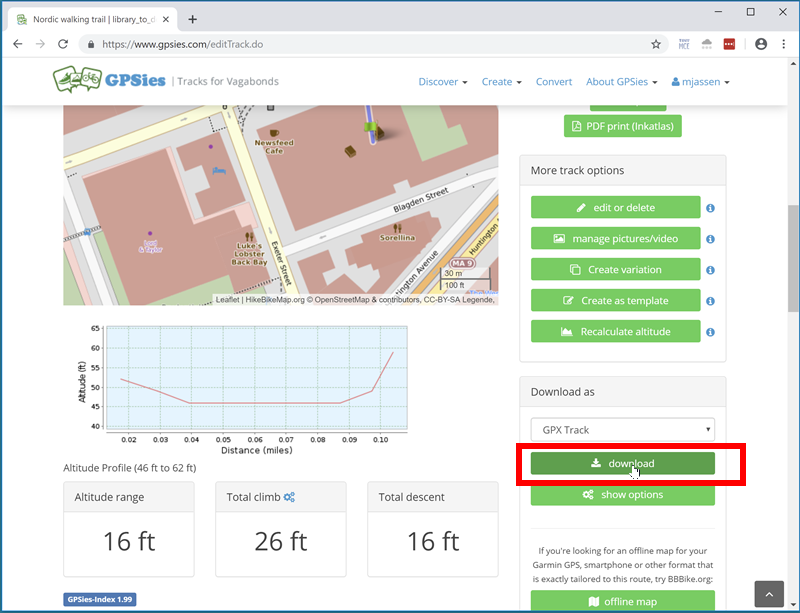 Nordic walking trail | library_to_d
https://www.gpsies.com/editTrack.do
GPSies | Tracks for Vagabonds
Discover
Create
Convert
About GPSies
mjassen
PDF print (Inkatlas)
Newsfeed
Cafe
Blagden Street
Lord
& Taylor
Luke's
Lobster
Back Bay
Exeter Street
Sorellina
Huntington
MA 9
30 m
100 ft
Leaflet | HikeBikeMap.org © OpenStreetMap & contributors, CC-BY-SA Legende,
More track options
edit or delete
manage pictures/video
Create variation
Create as template
Recalculate altitude
Altitude (ft)
65
60
55
50
45
40
0.02 0.03 0.04 0.05 0.06 0.07 0.08 0.09 0.10
Distance (miles)
Altitude Profile (46 ft to 62 ft)
Altitude range
16 ft
Total climb
26 ft
Total descent
16 ft
GPSies-Index 1.99
Download as
GPX Track
download
show options
If you're looking for an offline map for your
Garmin GPS, smartphone or other format that
is exactly tailored to this route, try BBBike.org:
offline map